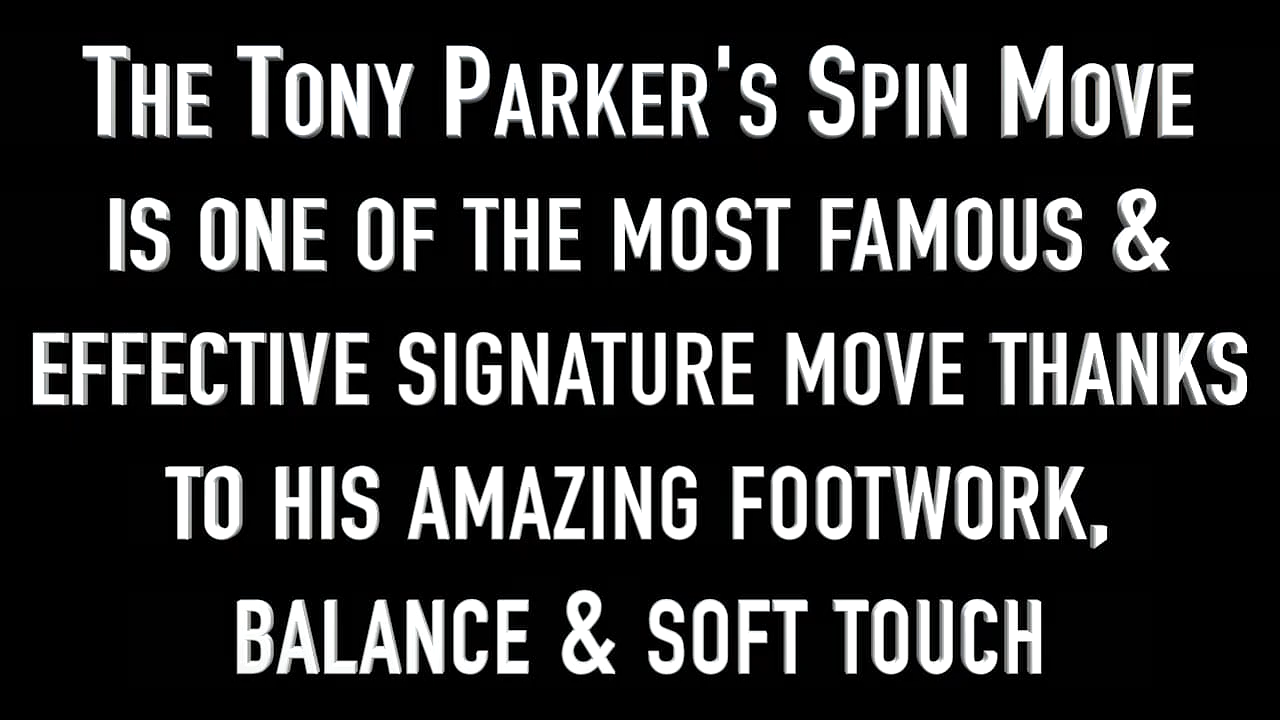 The Tony Parker's Spin Move
is one of the most famous &
effective signature move thanks
to his amazing footwork,
balance & soft touch